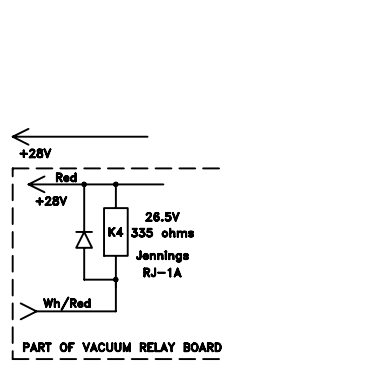 +28V
Red
+28V
26.5V
K4 335 ohms
Jennings
RJ-1A
Wh/Red
PART OF VACUUM RELAY BOARD